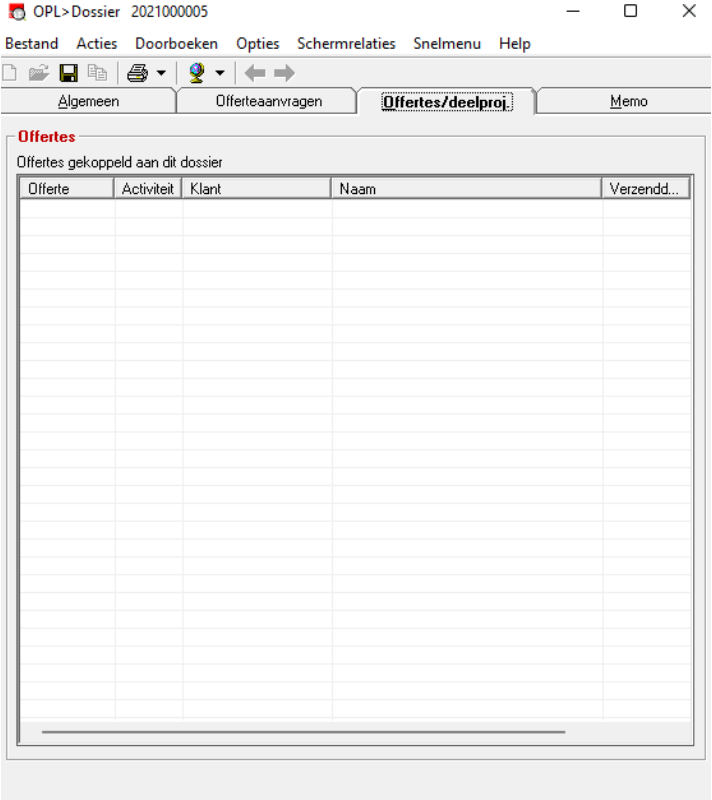 OPL>Dossier 2021000005
Bestand Acties Doorboeken Opties Schermrelaties Snelmenu Help
Algemeen Offerteaanvragen Offertes/deelproj. Memo
Offertes
Offertes gekoppeld aan dit dossier
Offerte Activiteit Klant Naam Verzendd...